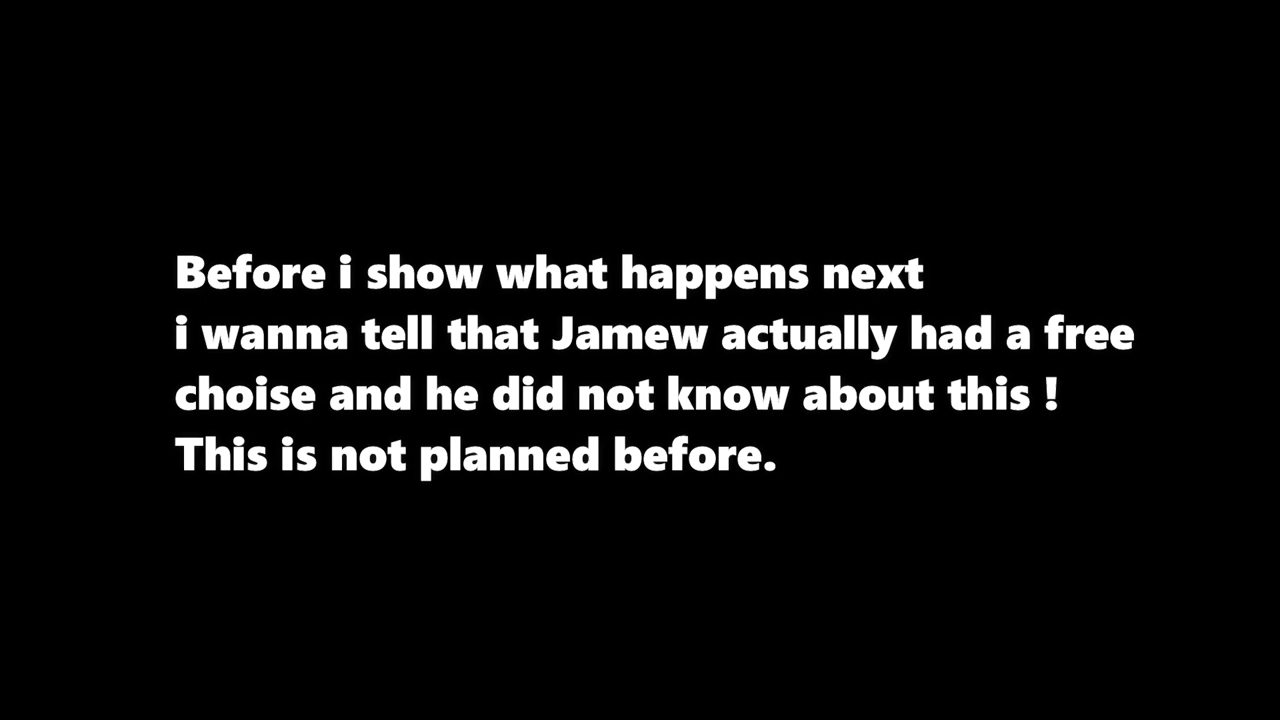 Before i show what happens next
i wanna tell that Jamew actually had a free
choise and he did not know about this !
This is not planned before.